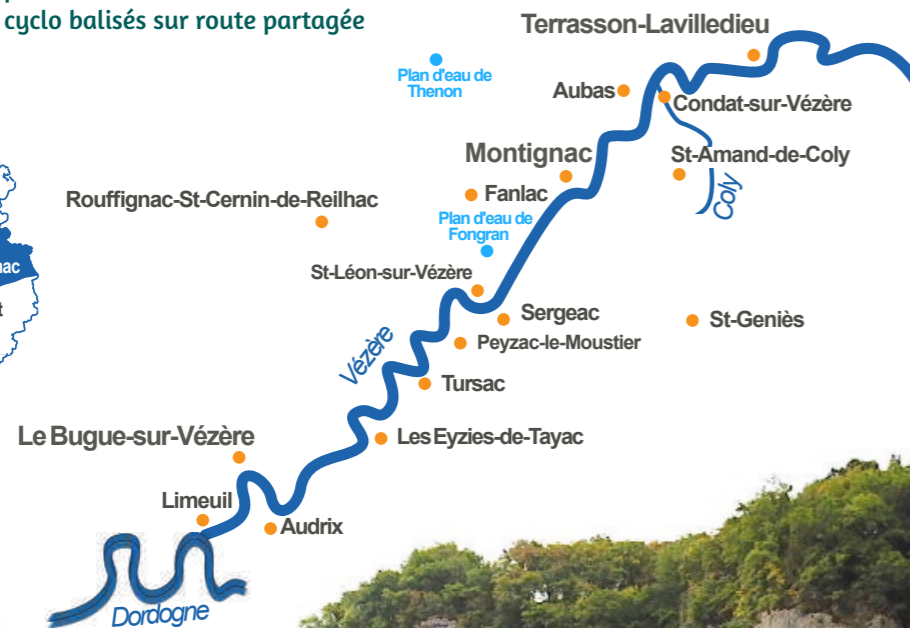 cyclo balisés sur route partagée
Terrasson-Lavilledieu
Plan d'eau de
Thenon
Aubas
Condat-sur-Vézère
Montignac
St-Amand-de-Coly
Coly
Rouffignac-St-Cernin-de-Reilhac
Fanlac
Plan d'eau de
Fongran
St-Léon-sur-Vézère
Sergeac
St-Geniès
Vézère
Peyzac-le-Moustier
Tursac
Le Bugue-sur-Vézère
Les Eyzies-de-Tayac
Limeuil
Audrix
Dordogne